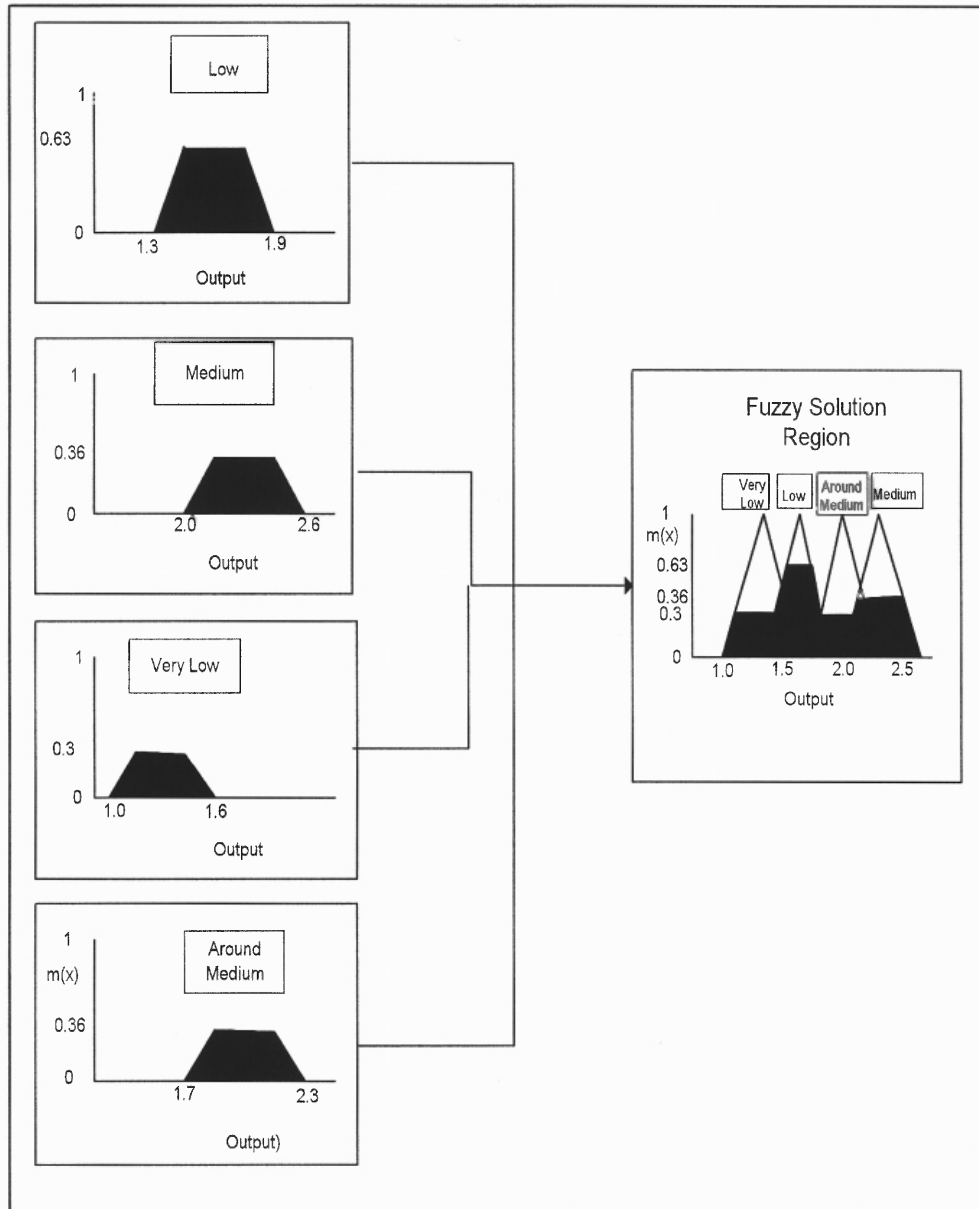 Low
1
0.63
0
1.3
1.9
Output
Medium
1
0.36
0
2.0
2.6
Output
Very Low
1
0.3
0
1.0
1.6
Output
Around
Medium
1
m(x)
0.36
0
1.7
2.3
Output)
Fuzzy Solution
Region
Very
Low
Low
Around
Medium
Medium
1
m(x)
0.63
0.36
0.3
0
1.0
1.5
2.0
2.5
Output